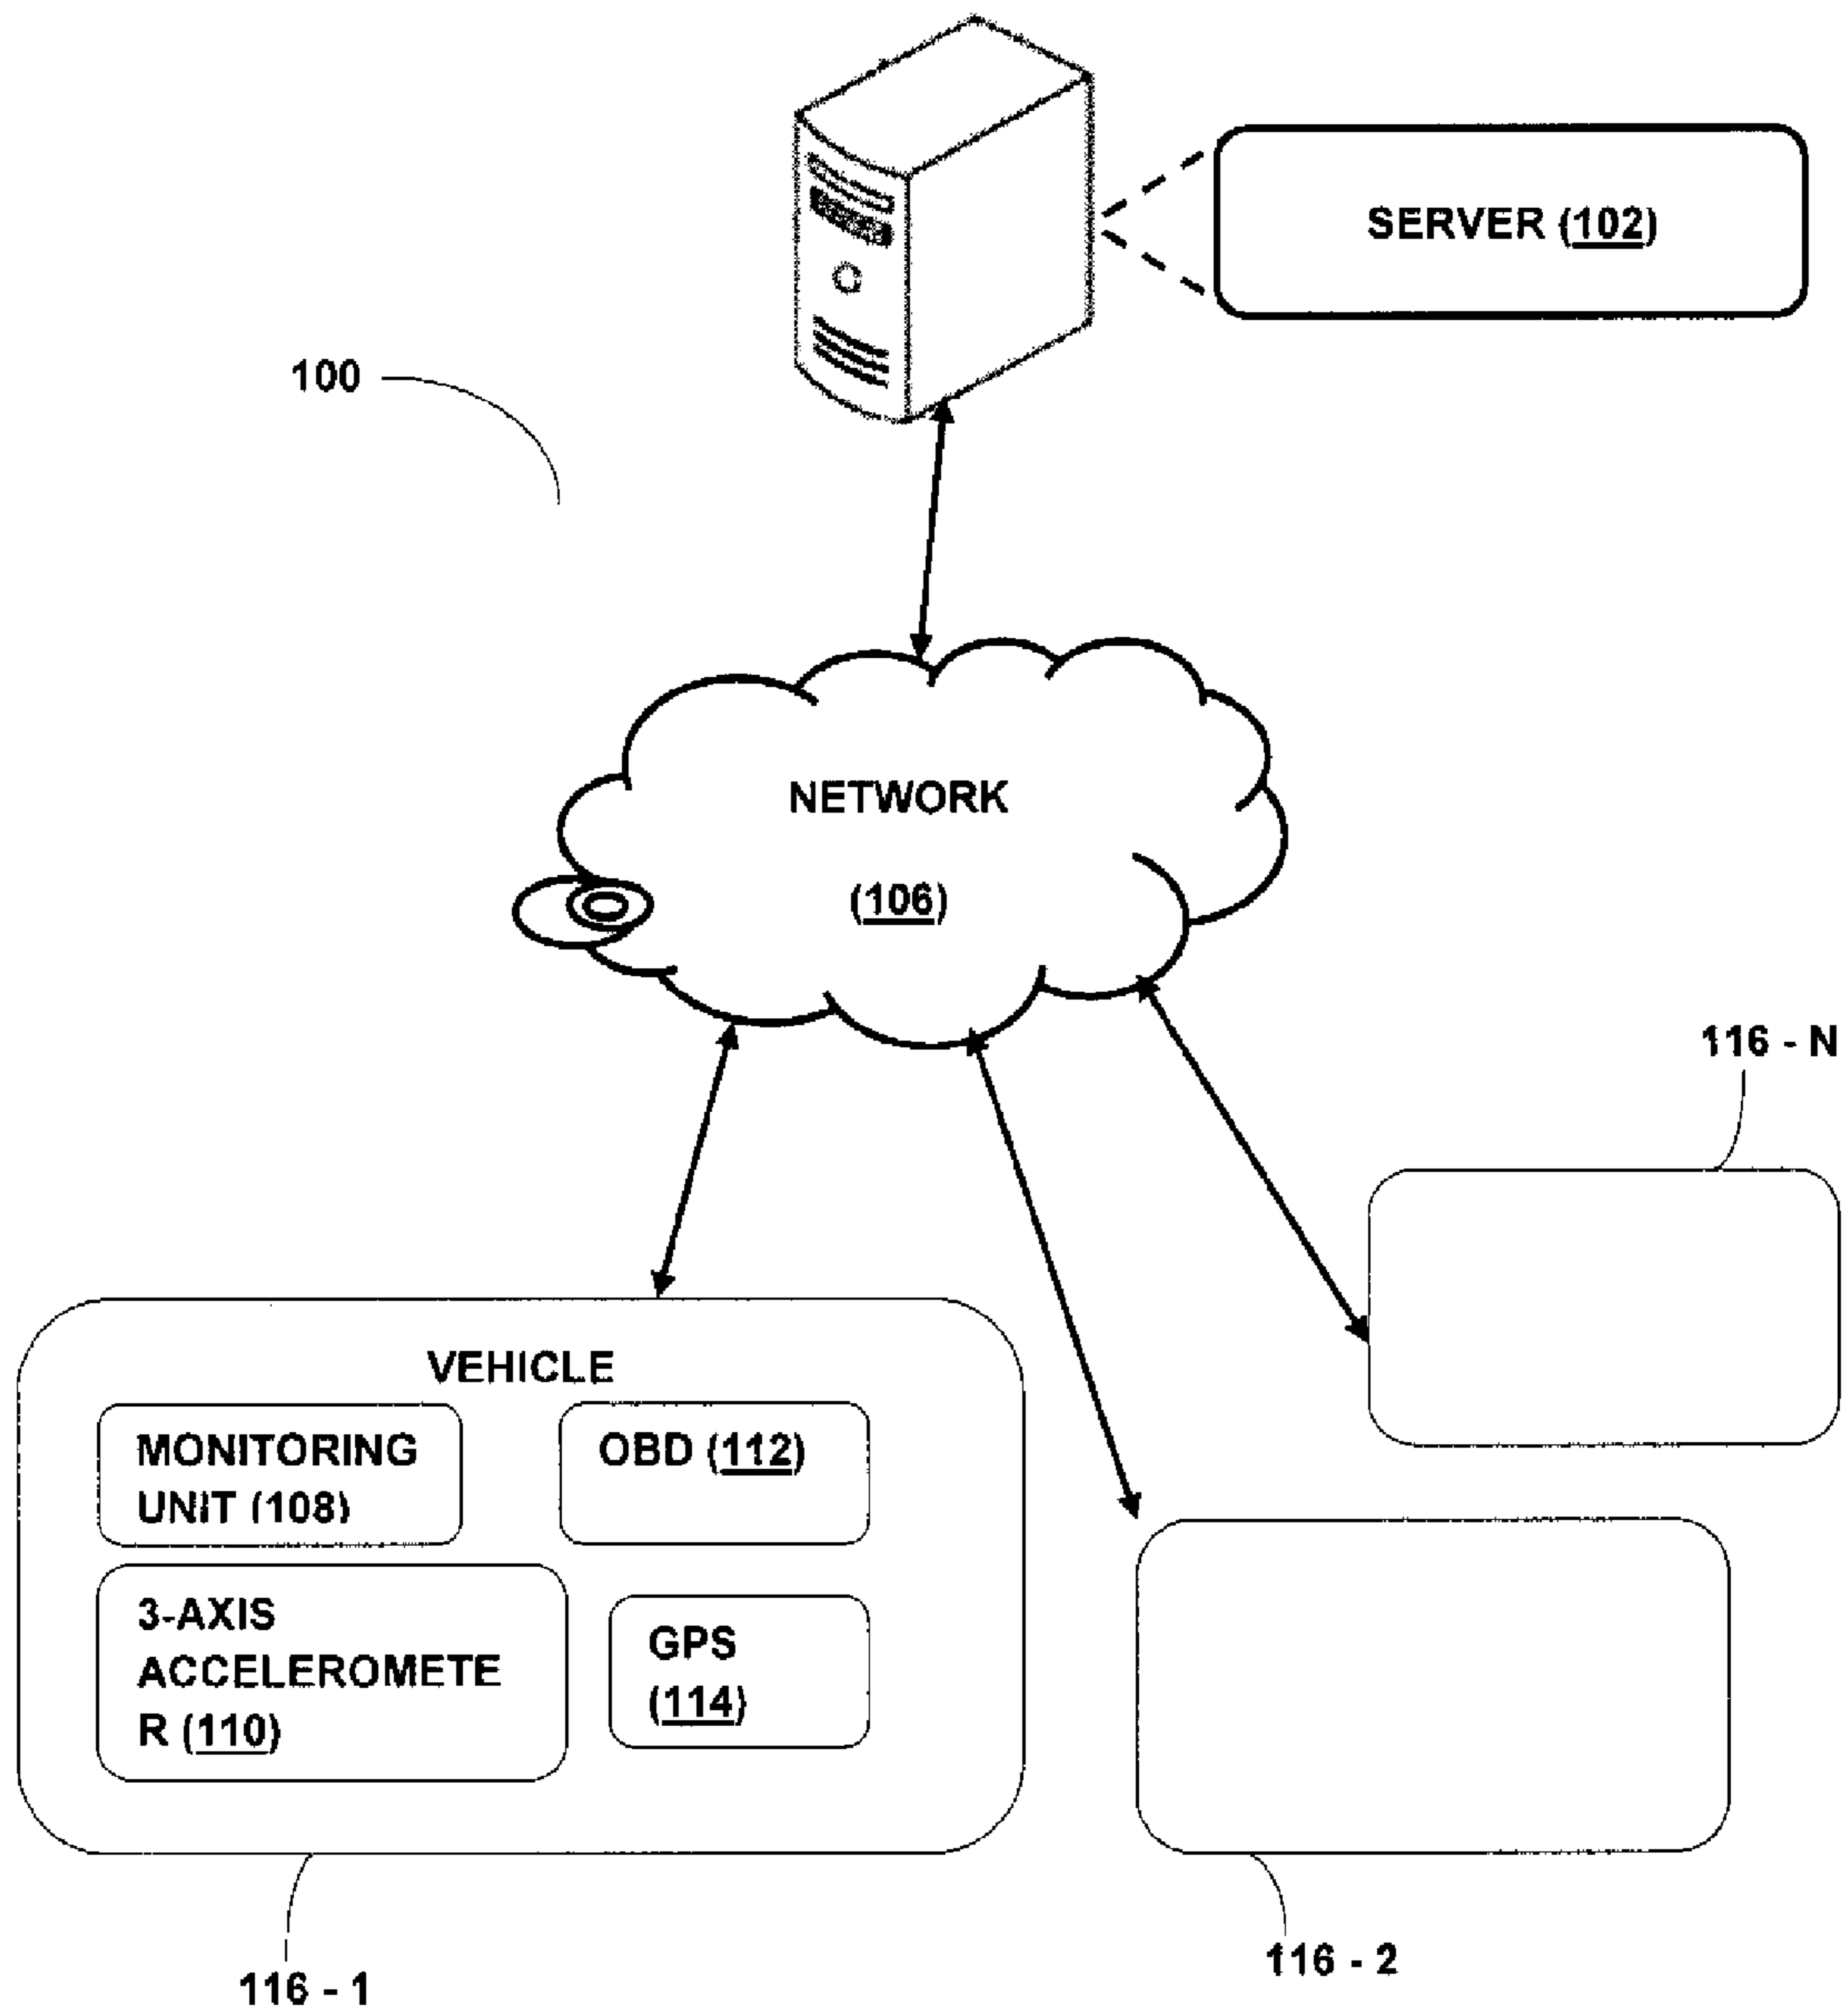 SERVER (102)
100
NETWORK
(106)
116 - N
VEHICLE
MONITORING
UNIT (108)
OBD (112)
3-AXIS
ACCELEROMETE
R (110)
GPS
(114)
116 - 1
116 - 2